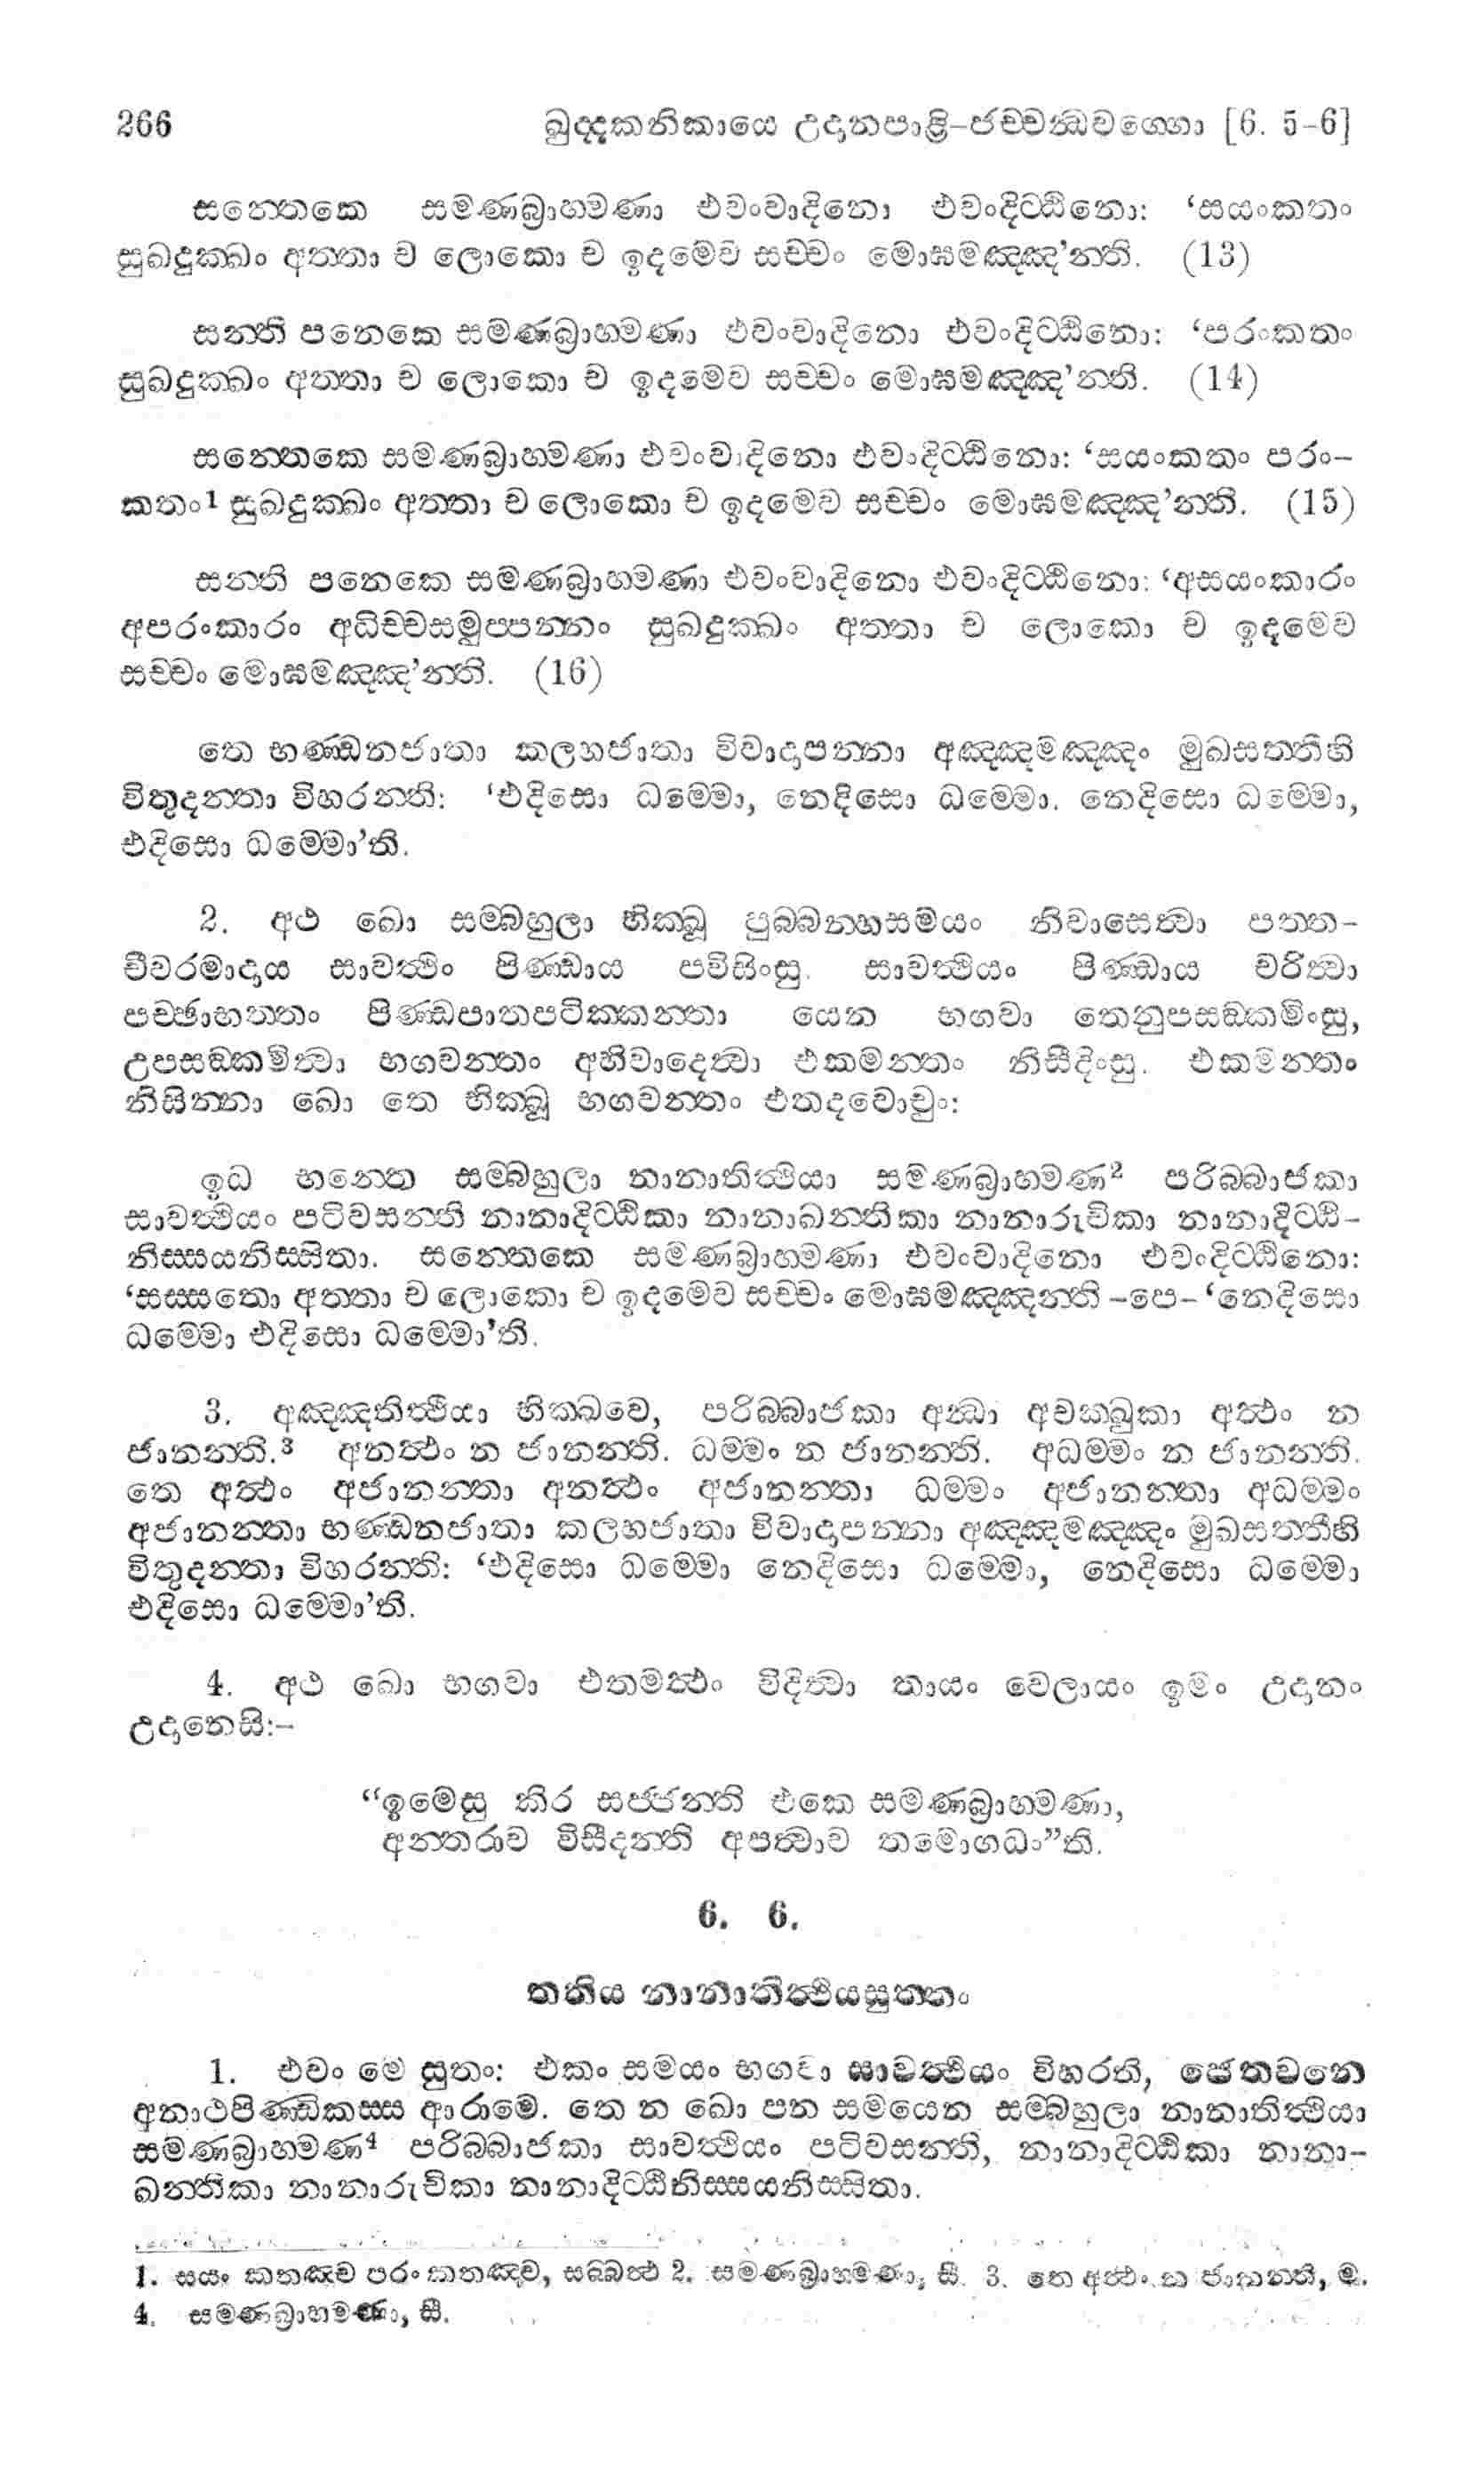 266 ඛුද්දකනිකායෙ උදානපාළි-ජච්චන්ධවග්ගො [6. 5-6]
සන්තෙකෙ සමණබ්‍රාහමණා එවංවාදිනො එවංදිට්ඨිනො: ‘සයංකතං
සුඛදුක්ඛං අත්තා ච ලොකො ච ඉදමේව සච්චං මොඝමඤ්ඤ’න්ති. (13)
සන්ති පනෙකෙ සමණබ්‍රාහමණා එවංවාදිනො එවංදිට්ඨිනො: ‘පරංකතං
සුඛදුක්ඛං අත්තා ච ලොකො ච ඉදමෙව සච්චං මොඝමඤ්ඤ’න්ති. (14)
සන්තෙකෙ සමණබ්‍රාහමණා එවංවාදිනො එවංදිට්ඨිනො: ‘සයංකතං පරං-
කතං1 සුඛදුක්ඛං අත්තා ච ලොකො ච ඉදමෙව සච්චං මොඝමඤ්ඤ’න්ති. (15)
සන්ති පනෙකෙ සමණබ්‍රාහමණා එවංවාදිනො එවංදිට්ඨිනො: ‘අසයංකාරං
අපරංකාරං අධිච්චසමුප්පන්නං සුඛදුක්ඛං අත්තා ච ලොකො ච ඉදමෙව
සච්චං මොඝමඤ්ඤ’න්ති. (16)
තෙ භණ්ඩනජාතා කලහජාතා විවාදාපන්නා අඤ්ඤමඤ්ඤං මුඛසත්තීහි
විතුදන්තා විහරන්ති: ‘එදිසො ධම්මො, නෙදිසො ධම්මො. නෙදිසො ධම්මො,
එදිසො ධම්මො’ති.
2. අථ ඛො සම්බහුලා භික්ඛූ පුබ්බන්හසමයං නිවාසෙත්‍වා පත්ත-
චීවරමාදාය සාවත්‍ථිං පිණ්ඩාය පවිසිංසු. සාවත්‍ථියං පිණ්ඩාය චරිත්‍වා
පච්ඡාභත්තං පිණ්ඩපාතපටික්කන්තා යෙන භගවා තෙනුපසඞ්කමිංසු,
උපසඞ්කමිත්‍වා භගවන්තං අභිවාදෙත්‍වා එකමන්තං නිසීදිංසු. එකමන්තං
නිසින්නා ඛො තෙ භික්ඛූ භගවන්තං එතදවොචුං:
ඉධ භන්තෙ සම්බහුලා නානාතිත්‍ථියා සමණබ්‍රාහමණ2 පරිබ්බාජකා
සාවත්‍ථියං පටිවසන්ති නානාදිට්ඨිකා නානාඛන්තිකා නානාරුචිකා නානාදිට්ඨි-
නිස්සයනිස්සිතා. සන්තෙකෙ සමණබ්‍රාහමණා එවංවාදිනො එවංදිට්ඨිනො:
‘සස්සතො අත්තා ච ලොකො ච ඉදමෙව සච්චං මොඝමඤ්ඤන්ති -පෙ- ‘නෙදිසො
ධම්මො එදිසො ධම්මො’ති.
3. අඤ්ඤතිත්‍ථියා භික්ඛවෙ, පරිබ්බාජකා අන්ධා අචක්ඛුකා අත්‍ථං න
ජානන්ති.3 අනත්‍ථං න ජානන්ති. ධම්මං න ජානන්ති. අධම්මං න ජානන්ති.
තෙ අත්‍ථං අජානන්තා අනත්‍ථං අජානන්තා ධම්මං අජානන්තා අධම්මං
අජානන්තා භණ්ඩනජාතා කලහජාතා විවාදාපන්නා අඤ්ඤමඤ්ඤං මුඛසත්තීහි
විතුදන්තා විහරන්ති: ‘එදිසො ධම්මො නෙදිසො ධම්මො, නෙදිසො ධම්මො
එදිසො ධම්මො’ති.
4. අථ ඛො භගවා එතමත්‍ථං විදිත්‍වා තායං වෙලායං ඉමං උදානං
උදානෙසි:-
“ඉමෙසු කිර සජ්ජන්ති එකෙ සමණබ්‍රාහමණා,
අන්තරාව විසීදන්ති අපත්‍වාව තමොගධං”ති.
6. 6.
තතිය නානාතිත්‍ථියසුත්තං
1. එවං මෙ සුතං: එකං සමයං භගවා සාවත්‍ථියං විහරති, ජෙතවනෙ
අනාථපිණ්ඩිකස්ස ආරාමෙ. තෙ න ඛො පන සමයෙන සම්බහුලා නානාතිත්‍ථියා
සමණබ්‍රාහමණ4 පරිබ්බාජකා සාවත්‍ථියං පටිවසන්ති, නානාදිට්ඨිකා නානා-
ඛන්තිකා නානාරුචිකා නානාදිට්ඨිනිස්සයනිස්සිතා.
1. සයං කතඤ්ච පරංකතඤ්ච, සබ්බත්‍ථ 2. සමණබ්‍රාහමණා, සී. 3. තෙ අත්‍ථං න ජානන්ති, ම.
4. සමණබ්‍රාහමණා, සී.